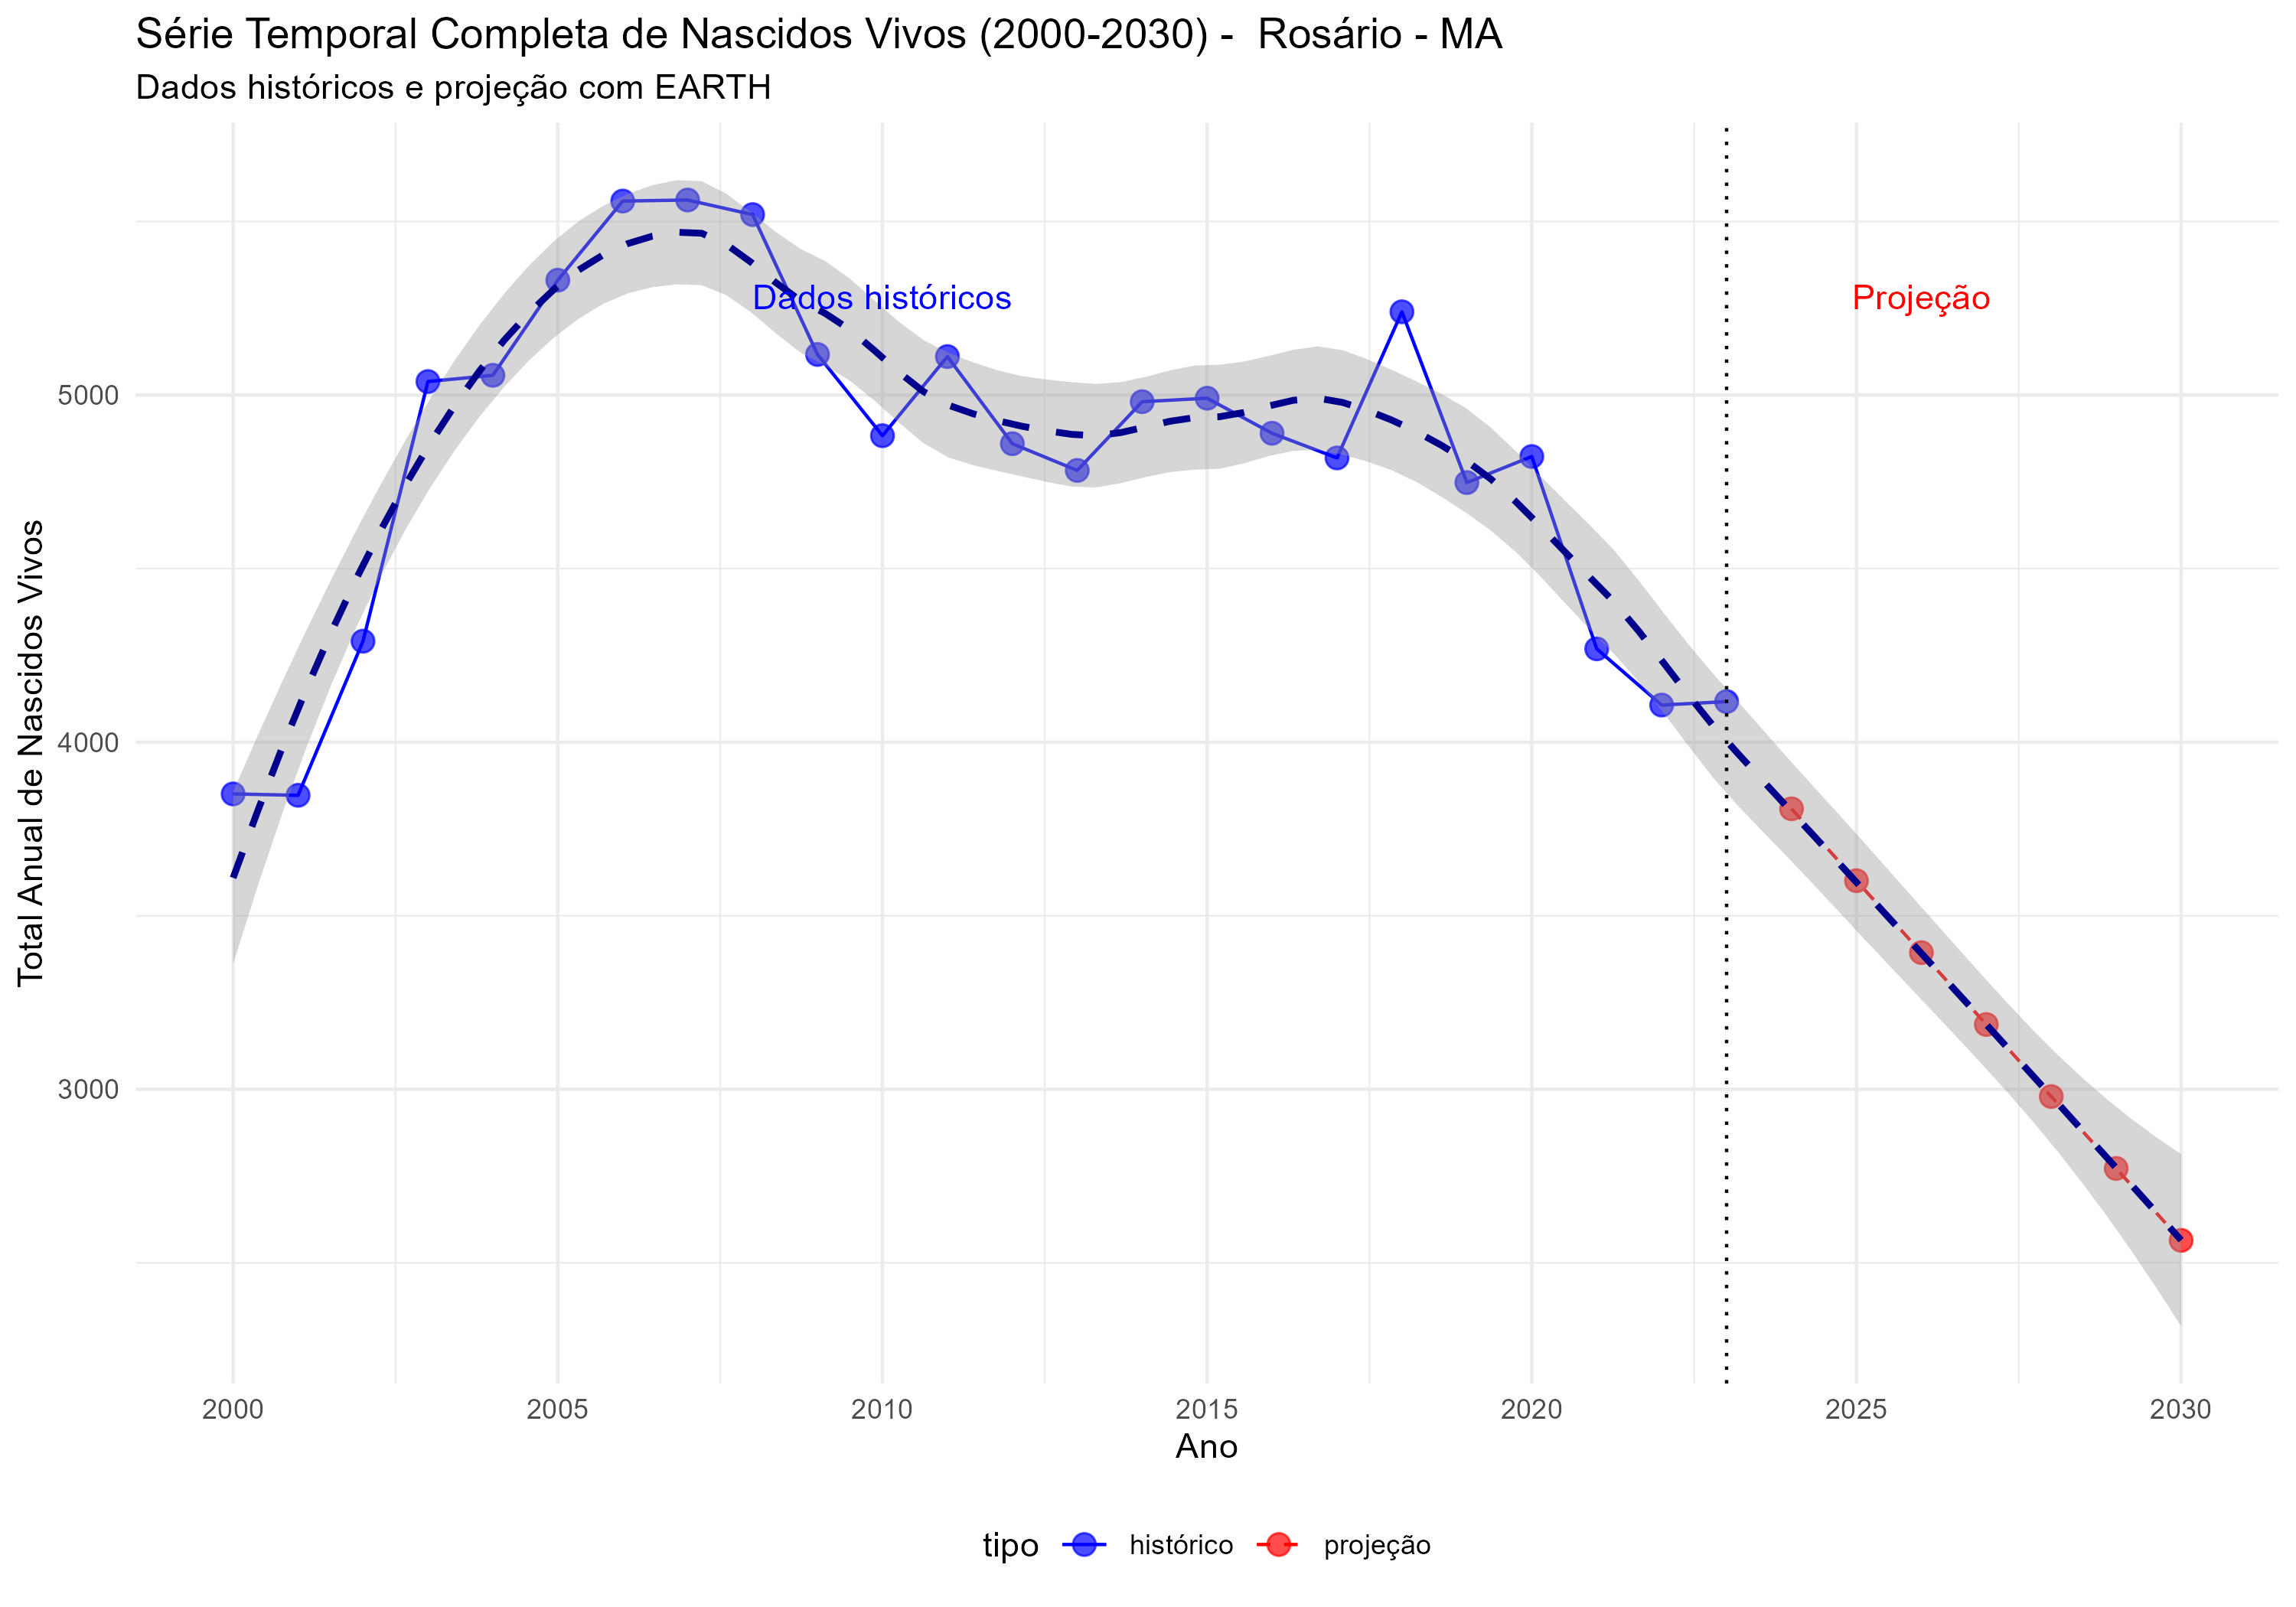 Série Temporal Completa de Nascidos Vivos (2000-2030) -  Rosário - MA
Dados históricos e projeção com EARTH
Total Anual de Nascidos Vivos
5000
4000
3000
Dados históricos
Projeção
2000
2005
2010
2015
2020
2025
2030
Ano
tipo
histórico
projeção